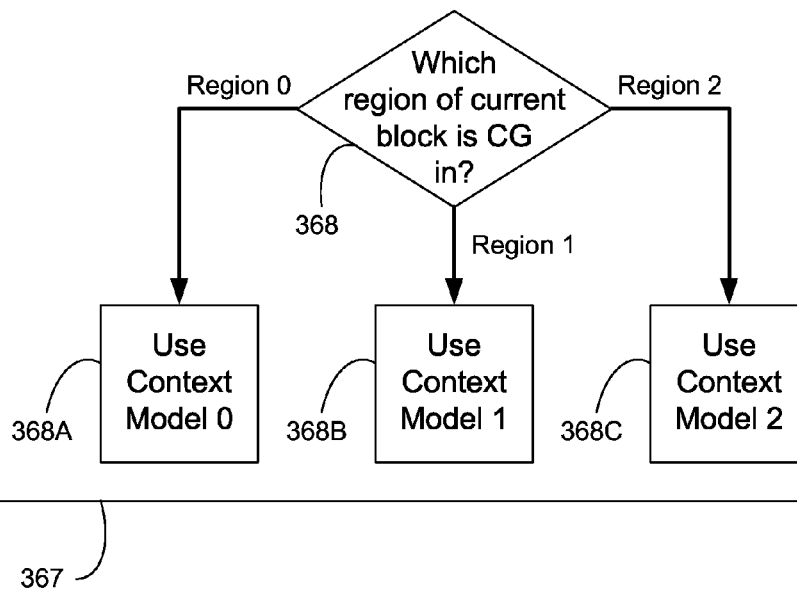 Which
region of current
block is CG
in?
Region 0
Region 2
368
Region 1
Use
Context
Model 0
Use
Context
Model 1
Use
Context
Model 2
368A
368B
368C
367